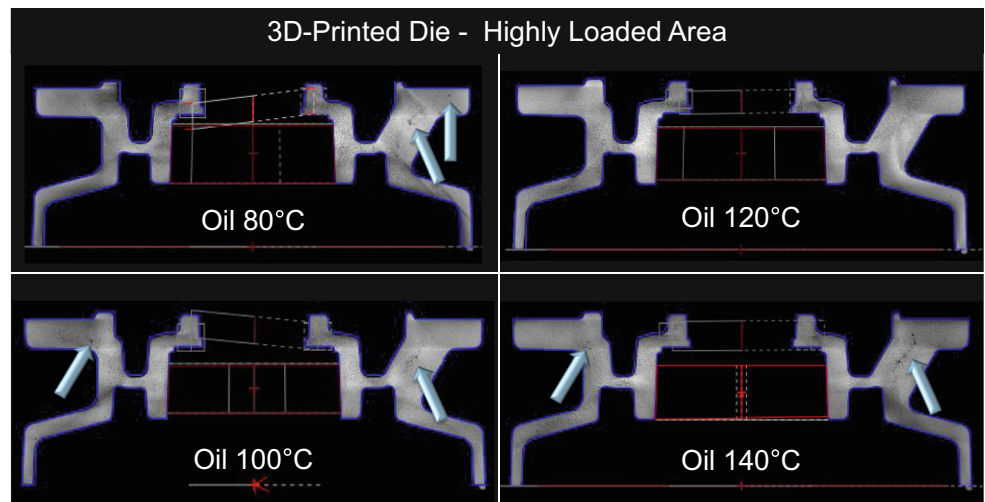 3D-Printed Die - Highly Loaded Area
Oil 80°C
Oil 120°C
Oil 100°C
Oil 140°C